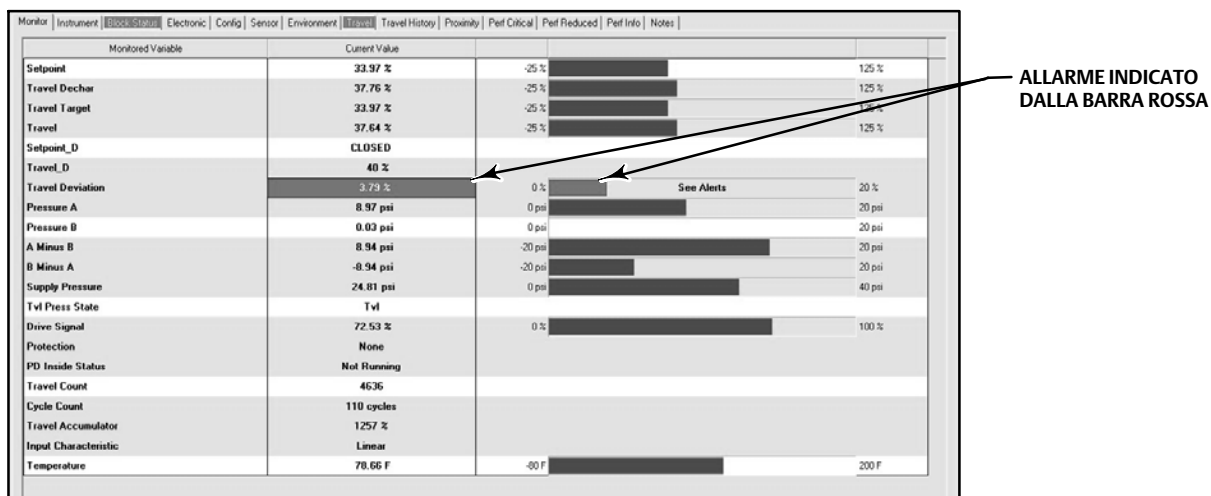 Monitor | Instrument | Block Status | Electronic | Config | Sensor | Environment | Travel | Travel History | Proximity | Perf Critical | Perf Reduced | Perf Info | Notes |
Monitored Variable Current Value
Setpoint 33.97 % -25 % 125 %
Travel Dechar 37.76 % -25 % 125 %
Travel Target 33.97 % -25 % 125 %
Travel 37.64 % -25 % 125 %
Setpoint_D CLOSED
Travel_D 40 %
Travel Deviation 3.79 % 0 % See Alerts 20 %
Pressure A 8.97 psi 0 psi 20 psi
Pressure B 0.03 psi 0 psi 20 psi
A Minus B 8.94 psi -20 psi 20 psi
B Minus A -8.94 psi -20 psi 20 psi
Supply Pressure 24.81 psi 0 psi 40 psi
Tvl Press State Tvl
Drive Signal 72.53 % 0 % 100 %
Protection None
PD Inside Status Not Running
Travel Count 4636
Cycle Count 110 cycles
Travel Accumulator 1257 %
Input Characteristic Linear
Temperature 78.66 F -80 F 200 F
ALLARME INDICATO
DALLA BARRA ROSSA